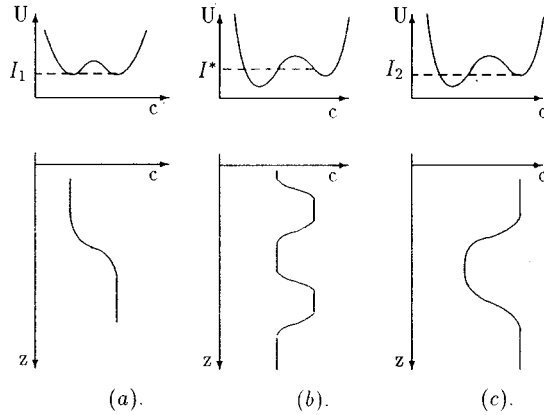 U U U
I₁ I* I₂
c c c
c c c
z z z
(a). (b). (c).